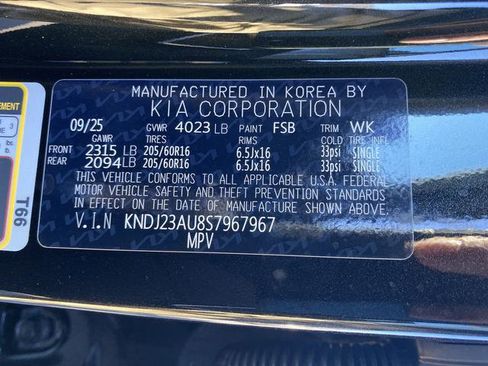 MANUFACTURED IN KOREA BY
KIA CORPORATION
09/25 GVWR 4023 LB PAINT FSB TRIM WK
GAWR TIRES RIMS COLD TIRE INF.
FRONT 2315 LB 205/60R16 6.5Jx16 33psi SINGLE
REAR 2094 LB 205/60R16 6.5Jx16 33psi SINGLE
THIS VEHICLE CONFORMS TO ALL APPLICABLE U.S.A. FEDERAL
MOTOR VEHICLE SAFETY AND THEFT PREVENTION STANDARDS
IN EFFECT ON THE DATE OF MANUFACTURE SHOWN ABOVE.
V.I.N KNDJ23AU8S7967967
MPV
T66